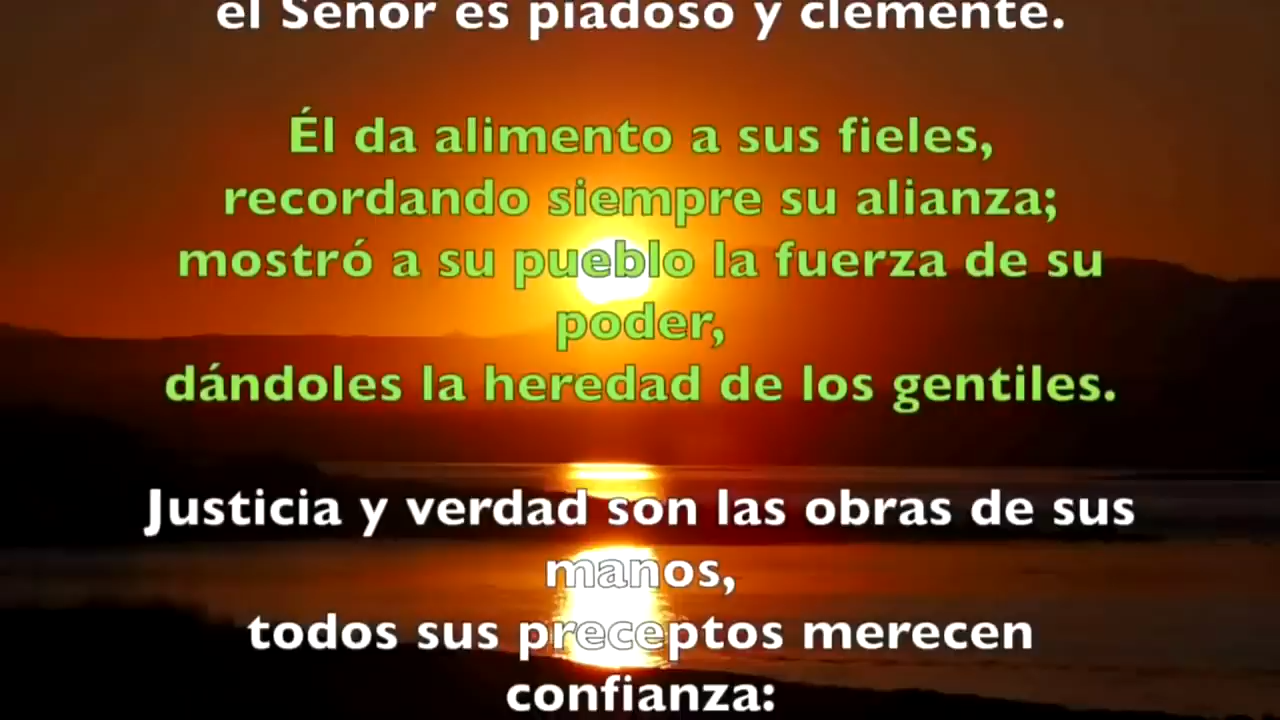 el Señor es piadoso y clemente.
Él da alimento a sus fieles,
recordando siempre su alianza;
mostró a su pueblo la fuerza de su
poder,
dándoles la heredad de los gentiles.
Justicia y verdad son las obras de sus
manos,
todos sus preceptos merecen
confianza: